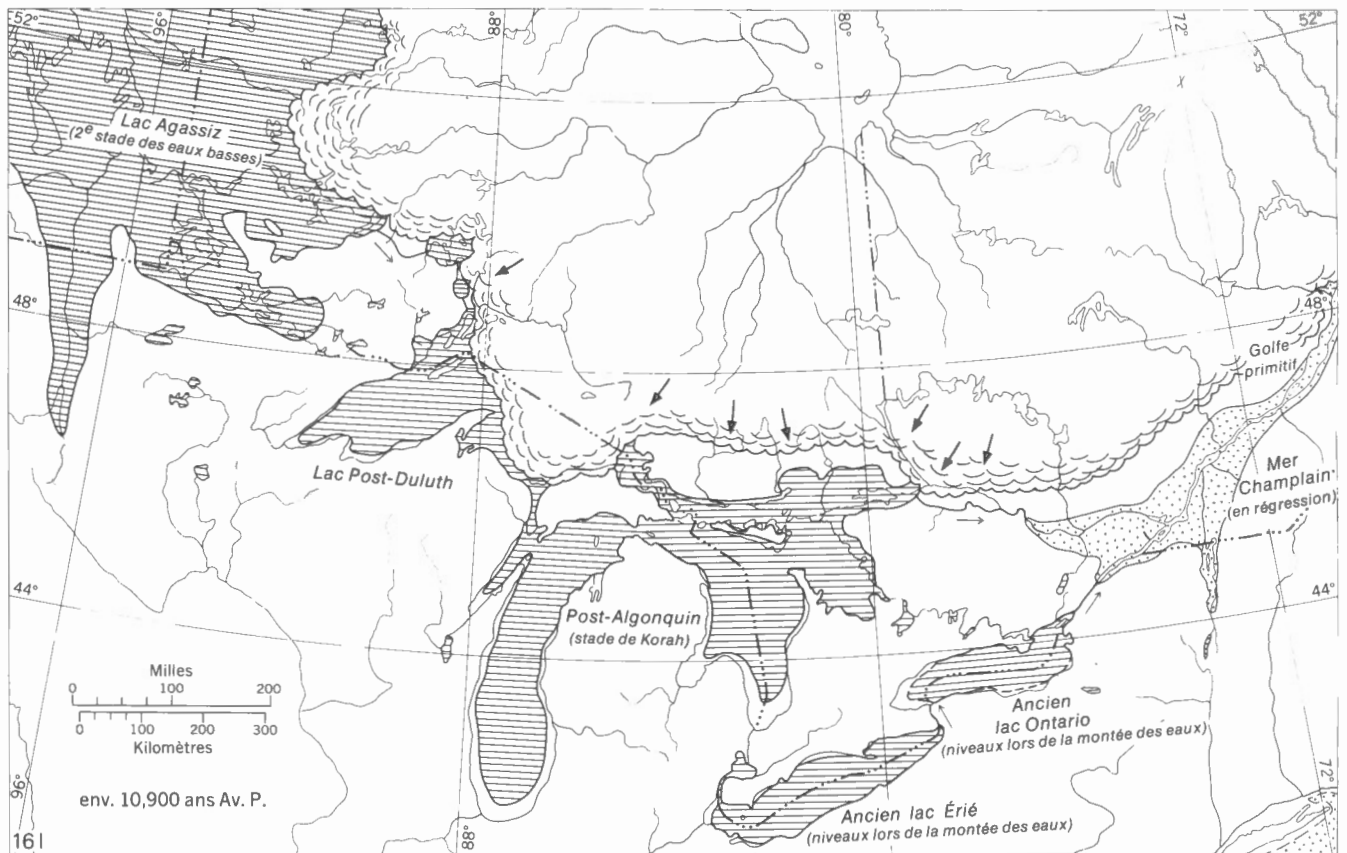 52°
96°
88°
80°
72°
52°
Lac Agassiz
(2e stade des eaux basses)
48°
48°
Golfe
primitif
Lac Post-Duluth
Mer
Champlain
(en régression)
44°
44°
Post-Algonquin
(stade de Korah)
Milles
0 100 200
0 100 200 300
Kilomètres
Ancien
lac Ontario
(niveaux lors de la montée des eaux)
96°
72°
env. 10,900 ans Av. P.
Ancien lac Érié
(niveaux lors de la montée des eaux)
88°
16 l